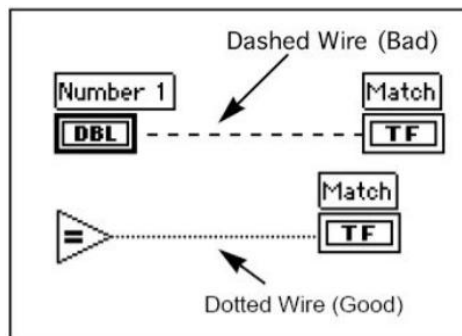 Dashed Wire (Bad)
Number 1
Match
DBL
TF
Match
=
TF
Dotted Wire (Good)